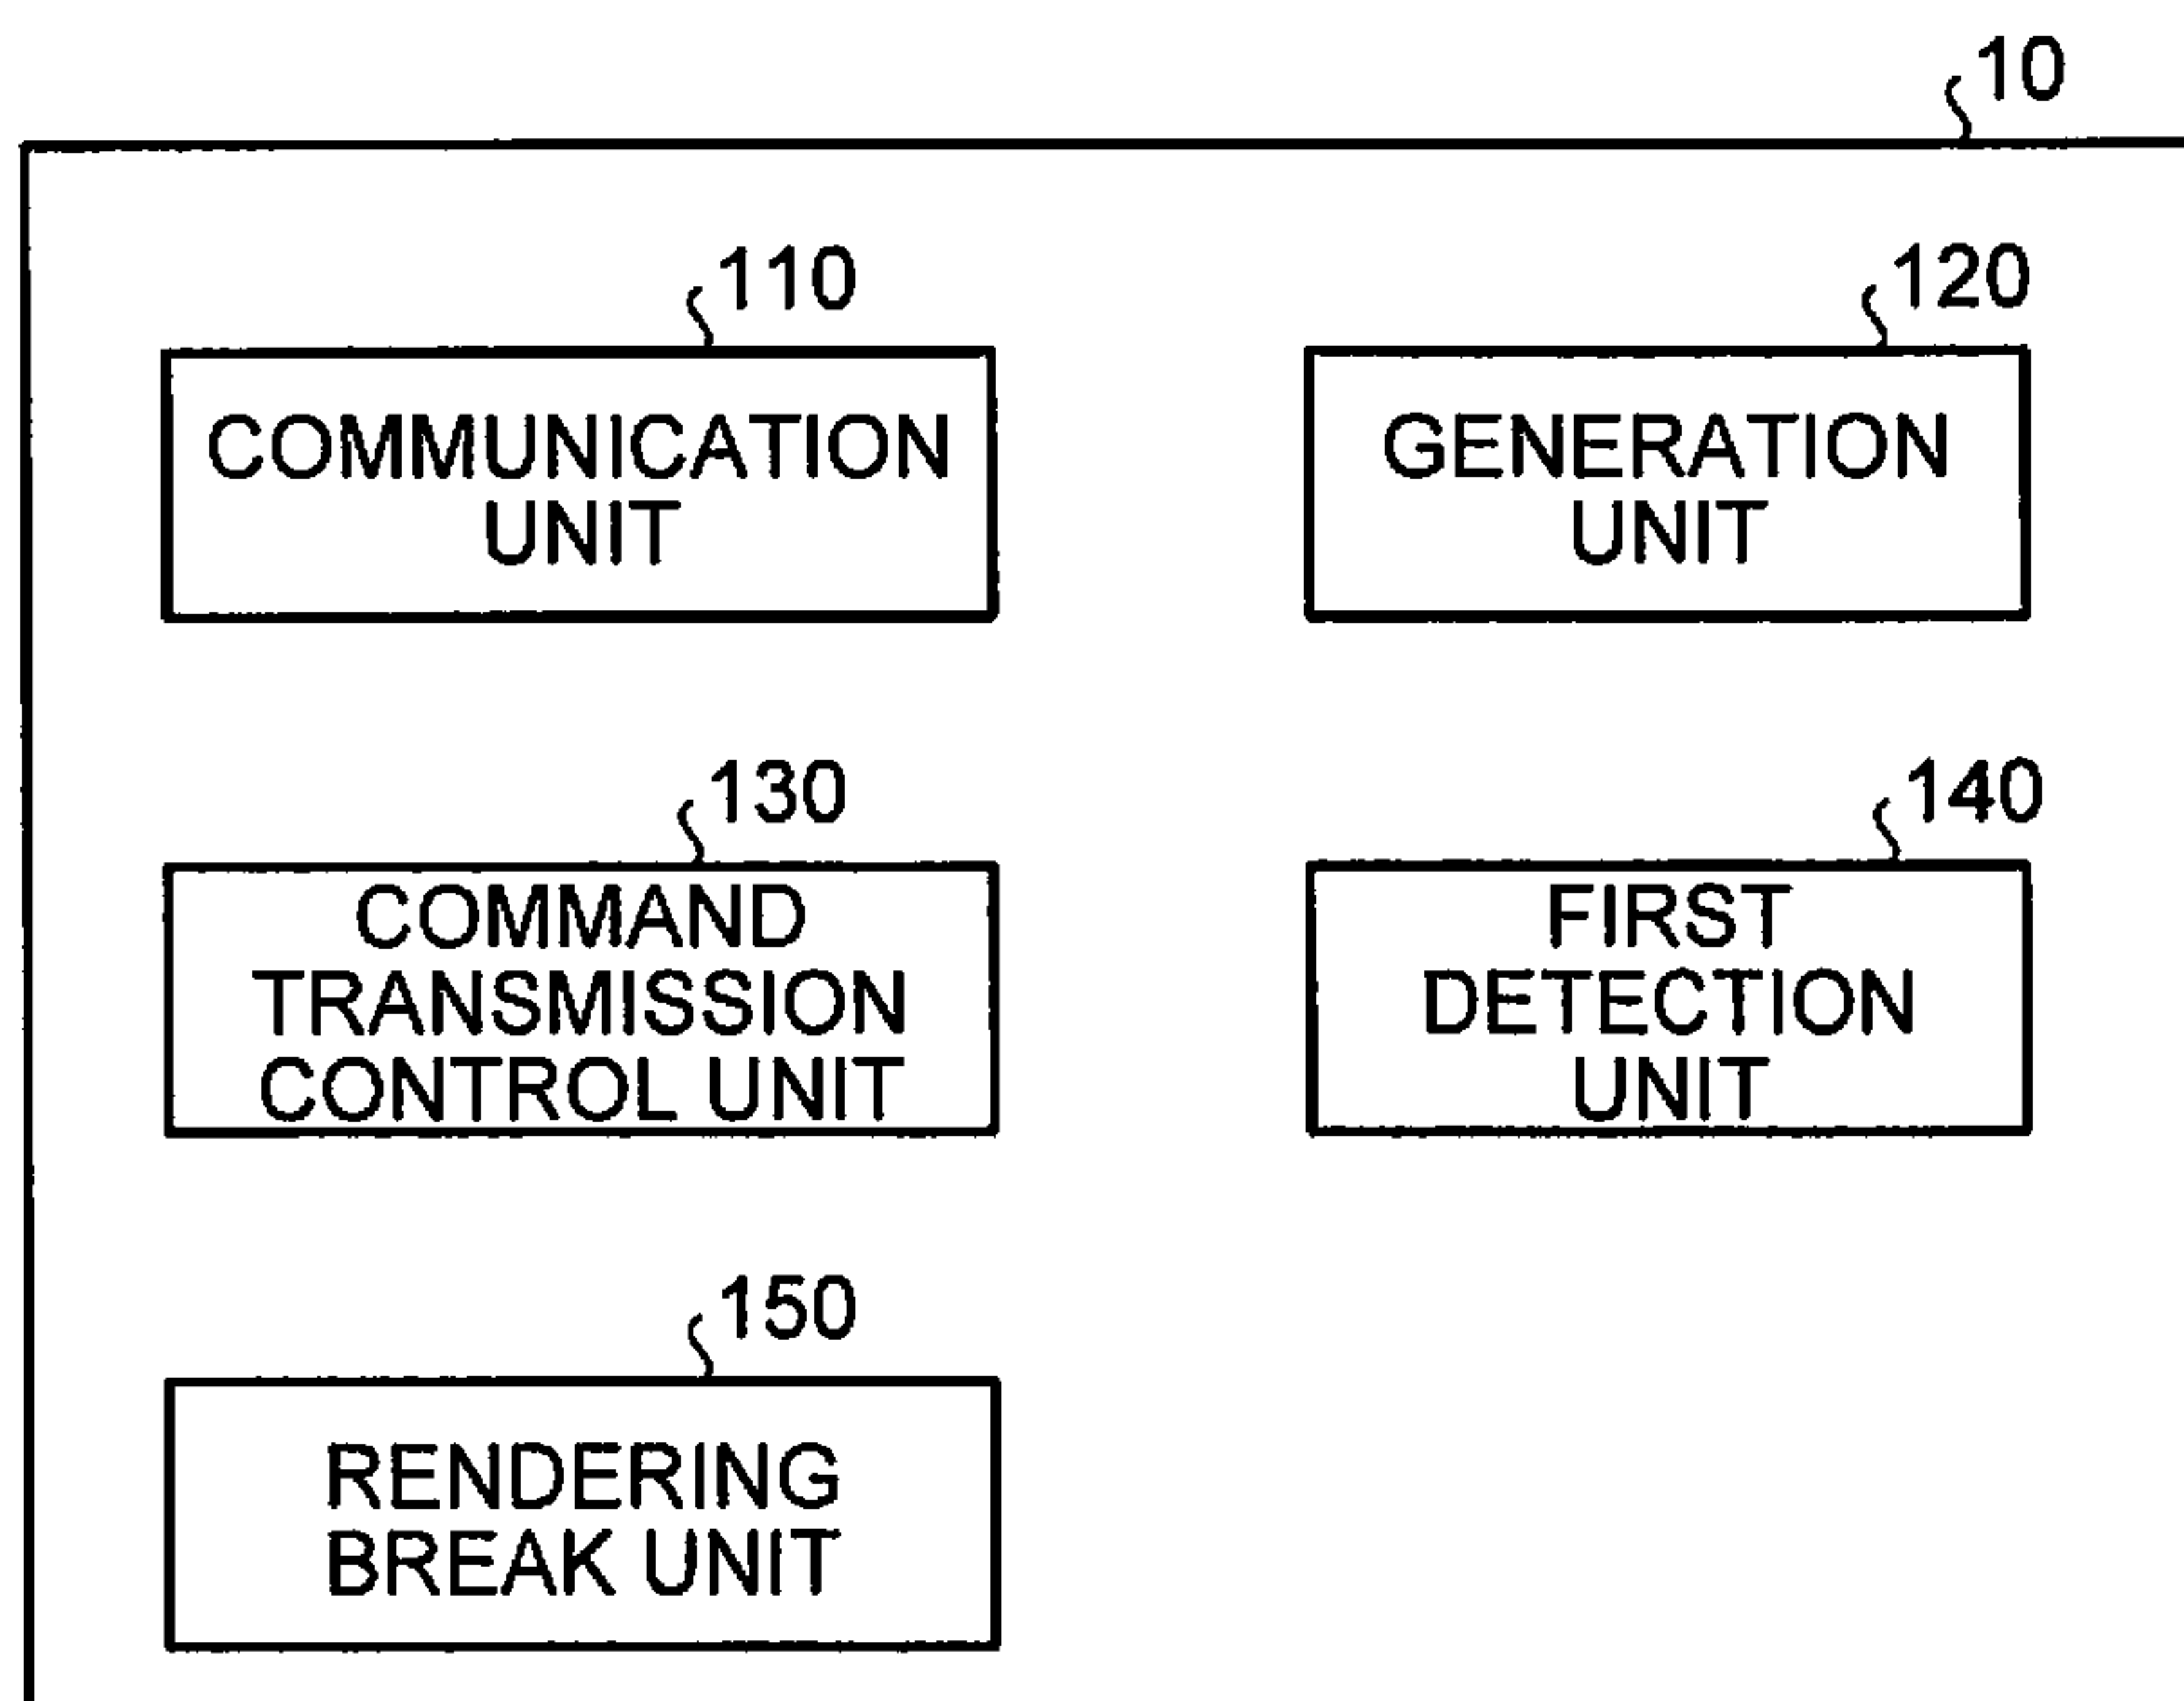 10
110
COMMUNICATION
UNIT
120
GENERATION
UNIT
130
COMMAND
TRANSMISSION
CONTROL UNIT
140
FIRST
DETECTION
UNIT
150
RENDERING
BREAK UNIT